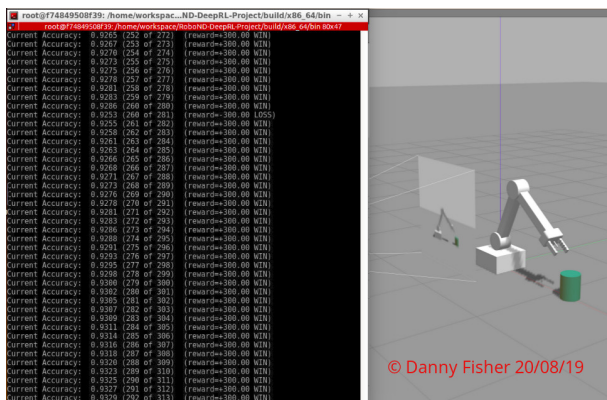 root@f74849508f39: /home/workspac...ND-DeepRL-Project/build/x86_64/bin − + ×
root@f74849508f39: /home/workspace/RoboND-DeepRL-Project/build/x86_64/bin 80x47
Current Accuracy: 0.9265 (252 of 272) (reward=+300.00 WIN)
Current Accuracy: 0.9267 (253 of 273) (reward=+300.00 WIN)
Current Accuracy: 0.9270 (254 of 274) (reward=+300.00 WIN)
Current Accuracy: 0.9273 (255 of 275) (reward=+300.00 WIN)
Current Accuracy: 0.9275 (256 of 276) (reward=+300.00 WIN)
Current Accuracy: 0.9278 (257 of 277) (reward=+300.00 WIN)
Current Accuracy: 0.9281 (258 of 278) (reward=+300.00 WIN)
Current Accuracy: 0.9283 (259 of 279) (reward=+300.00 WIN)
Current Accuracy: 0.9286 (260 of 280) (reward=+300.00 WIN)
Current Accuracy: 0.9253 (260 of 281) (reward=-300.00 LOSS)
Current Accuracy: 0.9255 (261 of 282) (reward=+300.00 WIN)
Current Accuracy: 0.9258 (262 of 283) (reward=+300.00 WIN)
Current Accuracy: 0.9261 (263 of 284) (reward=+300.00 WIN)
Current Accuracy: 0.9263 (264 of 285) (reward=+300.00 WIN)
Current Accuracy: 0.9266 (265 of 286) (reward=+300.00 WIN)
Current Accuracy: 0.9268 (266 of 287) (reward=+300.00 WIN)
Current Accuracy: 0.9271 (267 of 288) (reward=+300.00 WIN)
Current Accuracy: 0.9273 (268 of 289) (reward=+300.00 WIN)
Current Accuracy: 0.9276 (269 of 290) (reward=+300.00 WIN)
Current Accuracy: 0.9278 (270 of 291) (reward=+300.00 WIN)
Current Accuracy: 0.9281 (271 of 292) (reward=+300.00 WIN)
Current Accuracy: 0.9283 (272 of 293) (reward=+300.00 WIN)
Current Accuracy: 0.9286 (273 of 294) (reward=+300.00 WIN)
Current Accuracy: 0.9288 (274 of 295) (reward=+300.00 WIN)
Current Accuracy: 0.9291 (275 of 296) (reward=+300.00 WIN)
Current Accuracy: 0.9293 (276 of 297) (reward=+300.00 WIN)
Current Accuracy: 0.9295 (277 of 298) (reward=+300.00 WIN)
Current Accuracy: 0.9298 (278 of 299) (reward=+300.00 WIN)
Current Accuracy: 0.9300 (279 of 300) (reward=+300.00 WIN)
Current Accuracy: 0.9302 (280 of 301) (reward=+300.00 WIN)
Current Accuracy: 0.9305 (281 of 302) (reward=+300.00 WIN)
Current Accuracy: 0.9307 (282 of 303) (reward=+300.00 WIN)
Current Accuracy: 0.9309 (283 of 304) (reward=+300.00 WIN)
Current Accuracy: 0.9311 (284 of 305) (reward=+300.00 WIN)
Current Accuracy: 0.9314 (285 of 306) (reward=+300.00 WIN)
Current Accuracy: 0.9316 (286 of 307) (reward=+300.00 WIN)
Current Accuracy: 0.9318 (287 of 308) (reward=+300.00 WIN)
Current Accuracy: 0.9320 (288 of 309) (reward=+300.00 WIN)
Current Accuracy: 0.9323 (289 of 310) (reward=+300.00 WIN)
Current Accuracy: 0.9325 (290 of 311) (reward=+300.00 WIN)
Current Accuracy: 0.9327 (291 of 312) (reward=+300.00 WIN)
Current Accuracy: 0.9329 (292 of 313) (reward=+300.00 WIN)
© Danny Fisher 20/08/19